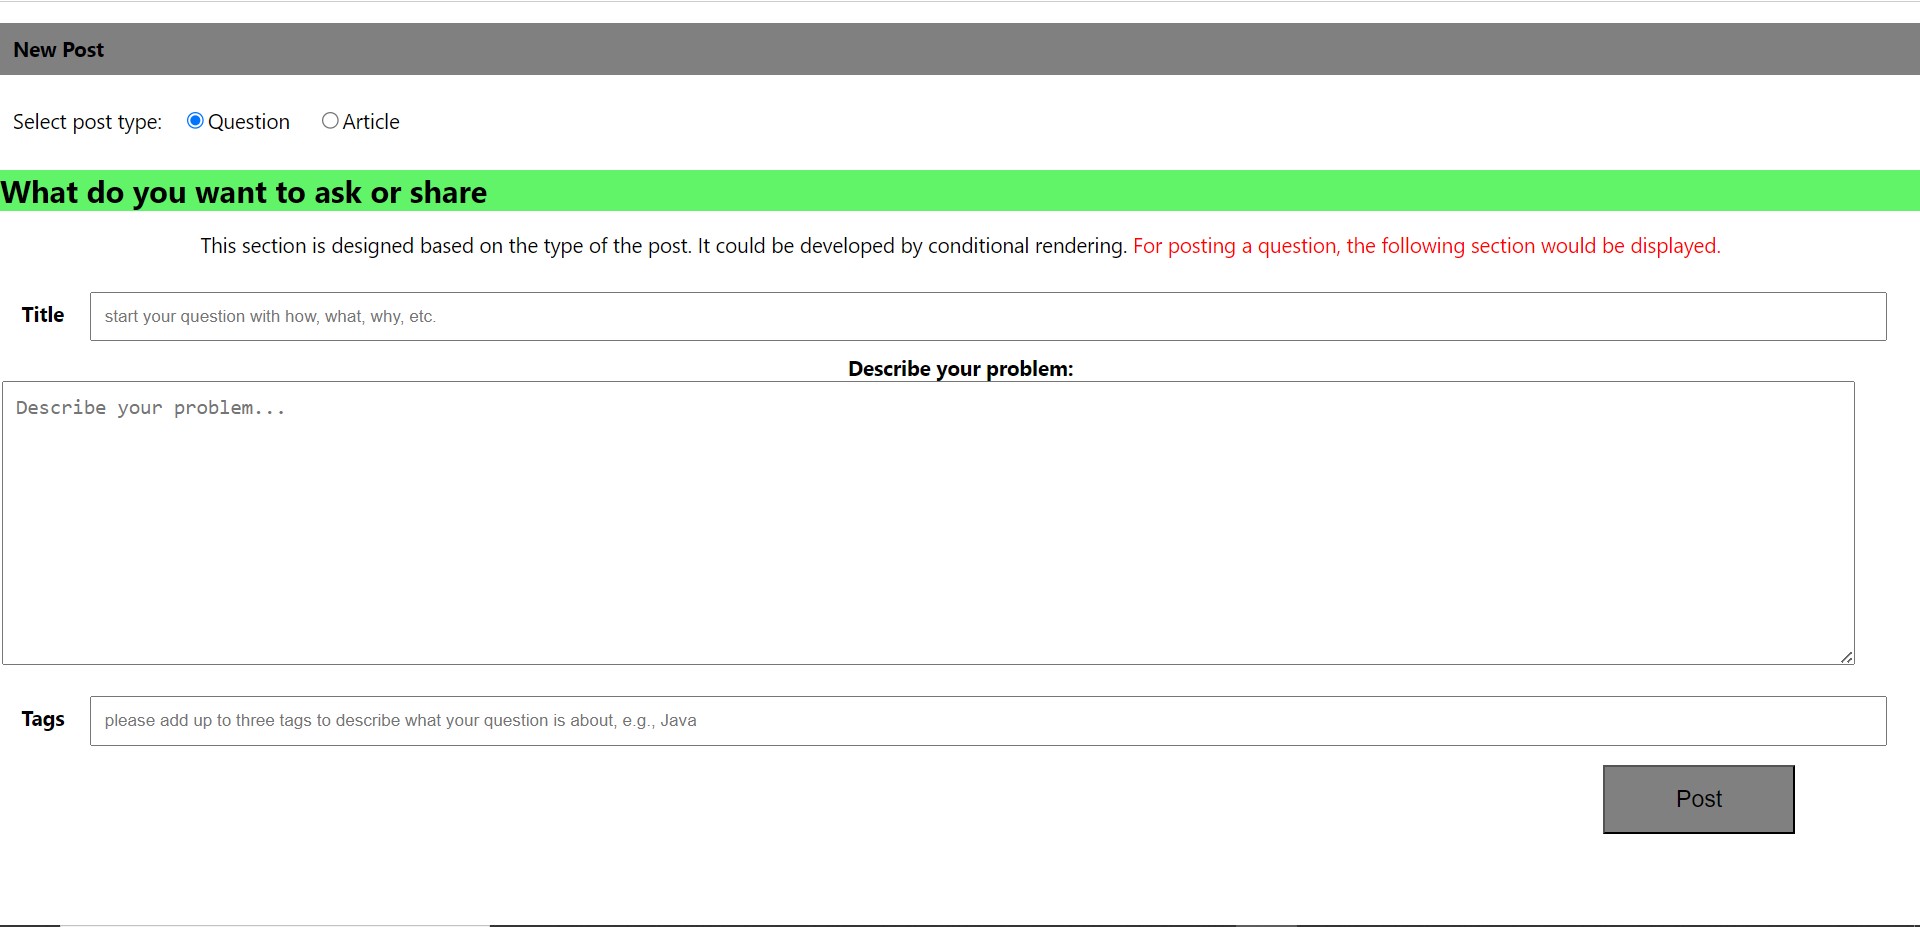 New Post
Select post type: Question Article
What do you want to ask or share
This section is designed based on the type of the post. It could be developed by conditional rendering. For posting a question, the following section would be displayed.
Title start your question with how, what, why, etc.
Describe your problem:
Describe your problem...
Tags please add up to three tags to describe what your question is about, e.g., Java
Post